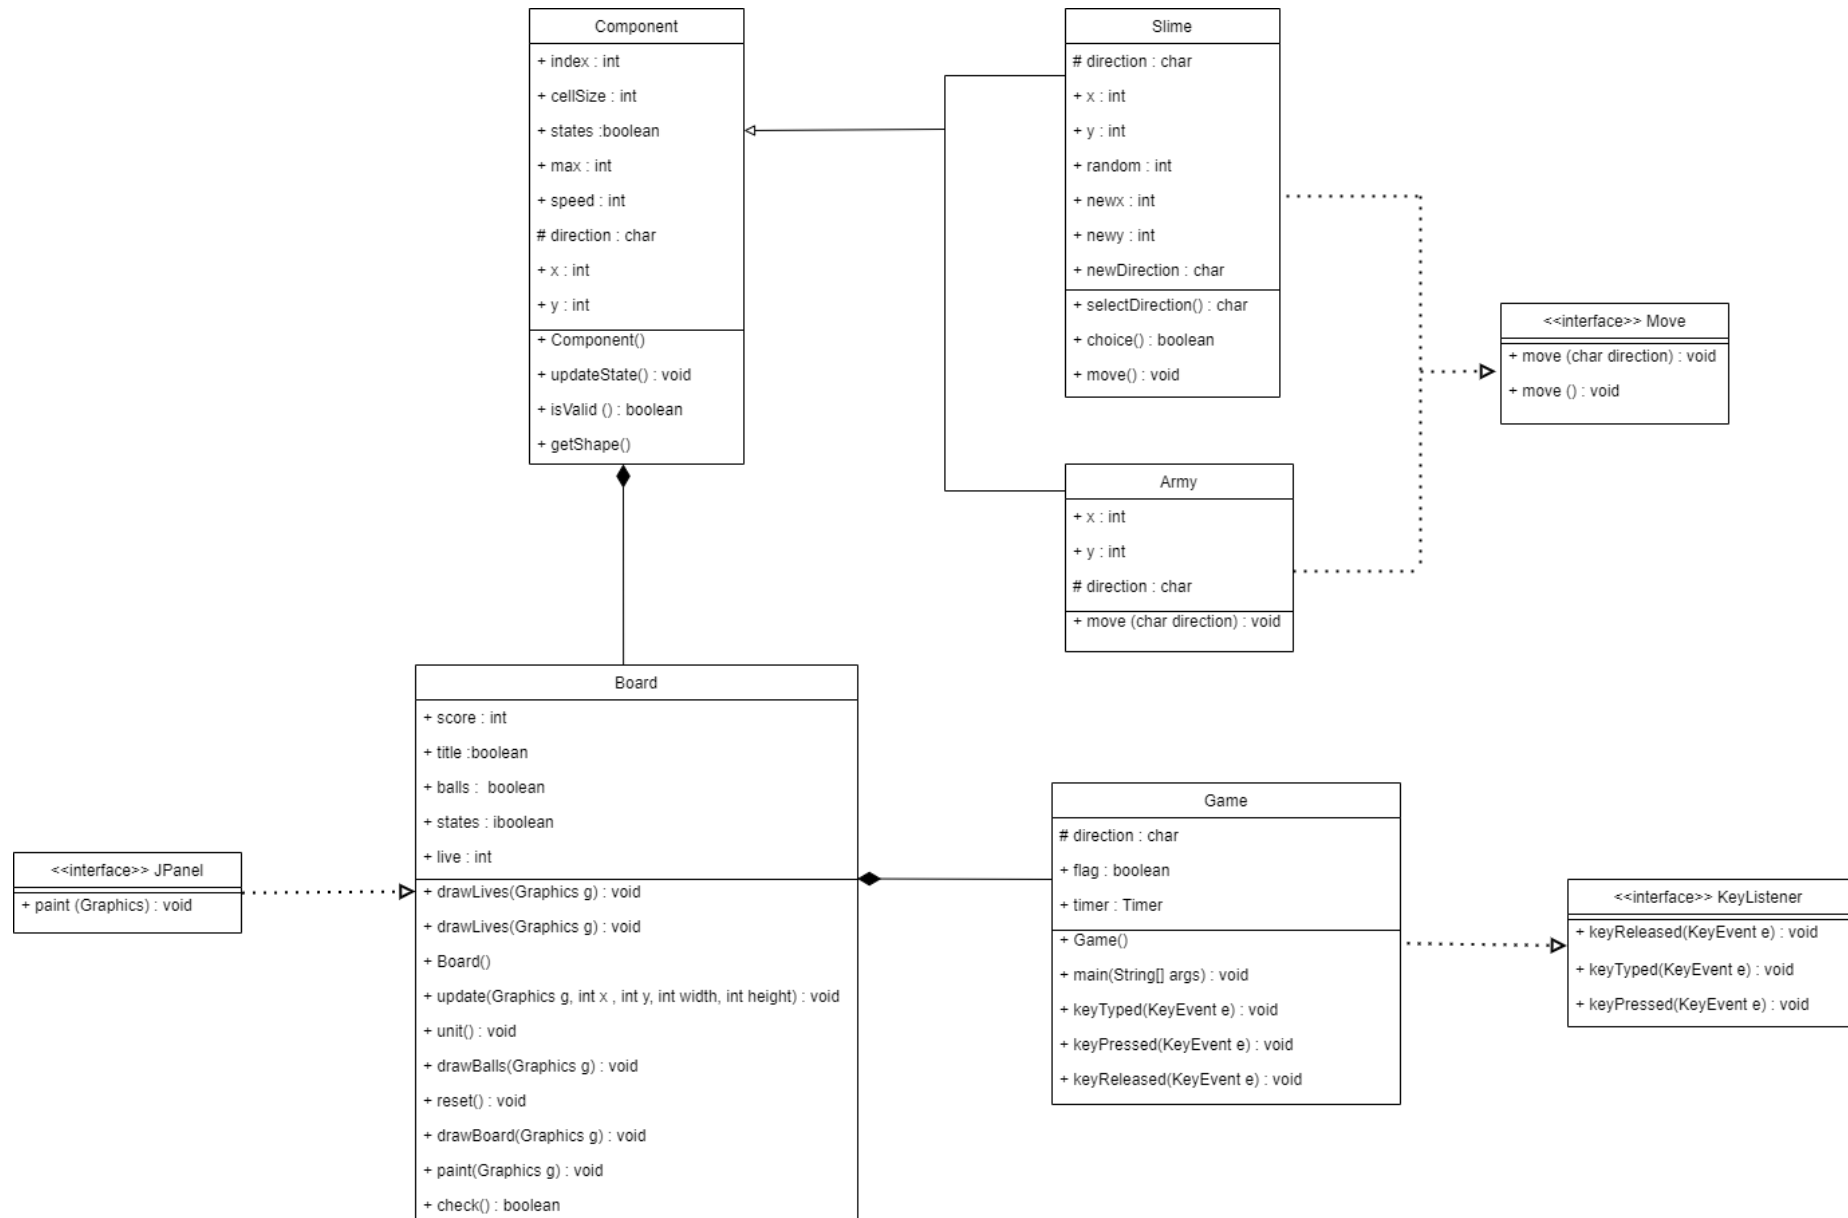 Component
+ index : int
+ cellSize : int
+ states :boolean
+ max : int
+ speed : int
# direction : char
+ x : int
+ y : int
+ Component()
+ updateState() : void
+ isValid () : boolean
+ getShape()
Slime
# direction : char
+ x : int
+ y : int
+ random : int
+ newx : int
+ newy : int
+ newDirection : char
+ selectDirection() : char
+ choice() : boolean
+ move() : void
<<interface>> Move
+ move (char direction) : void
+ move () : void
Army
+ x : int
+ y : int
# direction : char
+ move (char direction) : void
Board
+ score : int
+ title :boolean
+ balls :  boolean
+ states : iboolean
+ live : int
+ drawLives(Graphics g) : void
+ drawLives(Graphics g) : void
+ Board()
+ update(Graphics g, int x , int y, int width, int height) : void
+ unit() : void
+ drawBalls(Graphics g) : void
+ reset() : void
+ drawBoard(Graphics g) : void
+ paint(Graphics g) : void
+ check() : boolean
<<interface>> JPanel
+ paint (Graphics) : void
Game
# direction : char
+ flag : boolean
+ timer : Timer
+ Game()
+ main(String[] args) : void
+ keyTyped(KeyEvent e) : void
+ keyPressed(KeyEvent e) : void
+ keyReleased(KeyEvent e) : void
<<interface>> KeyListener
+ keyReleased(KeyEvent e) : void
+ keyTyped(KeyEvent e) : void
+ keyPressed(KeyEvent e) : void